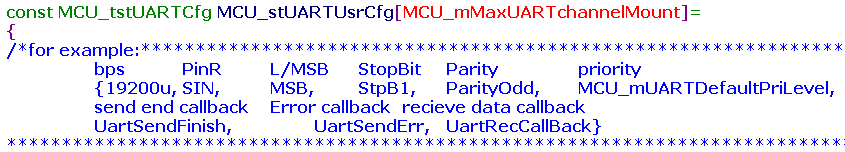 const MCU_tstUARTCfg MCU_stUARTUsrCfg[MCU_mMaxUARTchannelMount]=
{
/*for example:****************************************************************
bps PinR L/MSB StopBit Parity priority
{19200u, SIN, MSB, StpB1, ParityOdd, MCU_mUARTDefaultPriLevel,
send end callback Error callback recieve data callback
UartSendFinish, UartSendErr, UartRecCallBack}
*****************************************************************************